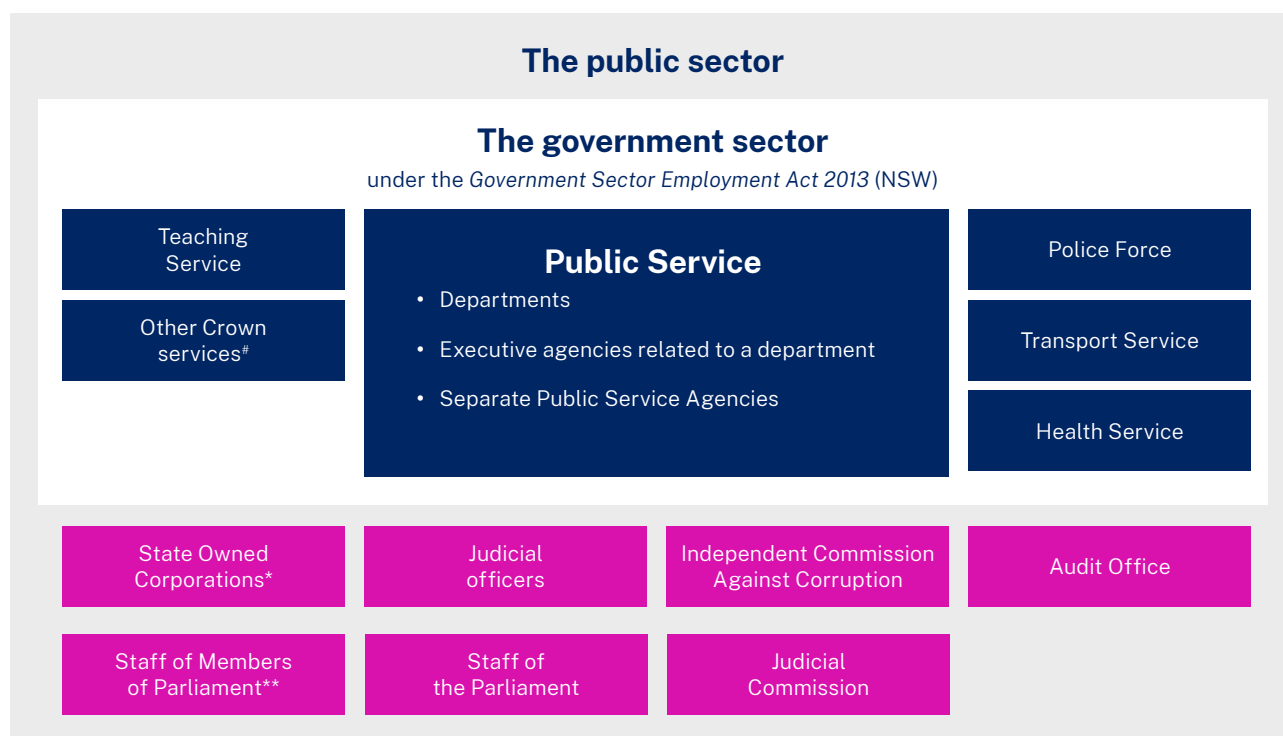 The public sector
The government sector
under the Government Sector Employment Act 2013 (NSW)
Teaching
Service
Other Crown
services#
Public Service
• Departments
• Executive agencies related to a department
• Separate Public Service Agencies
Police Force
Transport Service
Health Service
State Owned
Corporations*
Judicial
officers
Independent Commission
Against Corruption
Audit Office
Staff of Members
of Parliament**
Staff of
the Parliament
Judicial
Commission